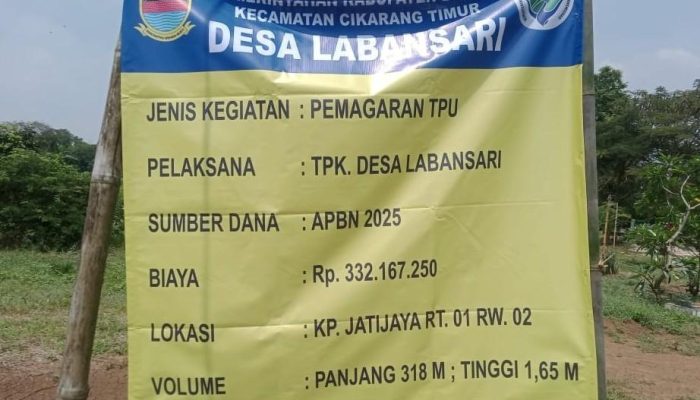 KABUPATEN
KECAMATAN CIKARANG TIMUR
DESA LABANSARI
JENIS KEGIATAN : PEMAGARAN TPU
PELAKSANA : TPK. DESA LABANSARI
SUMBER DANA : APBN 2025
BIAYA : Rp. 332.167.250
LOKASI : KP. JATIJAYA RT. 01 RW. 02
VOLUME : PANJANG 318 M ; TINGGI 1,65 M